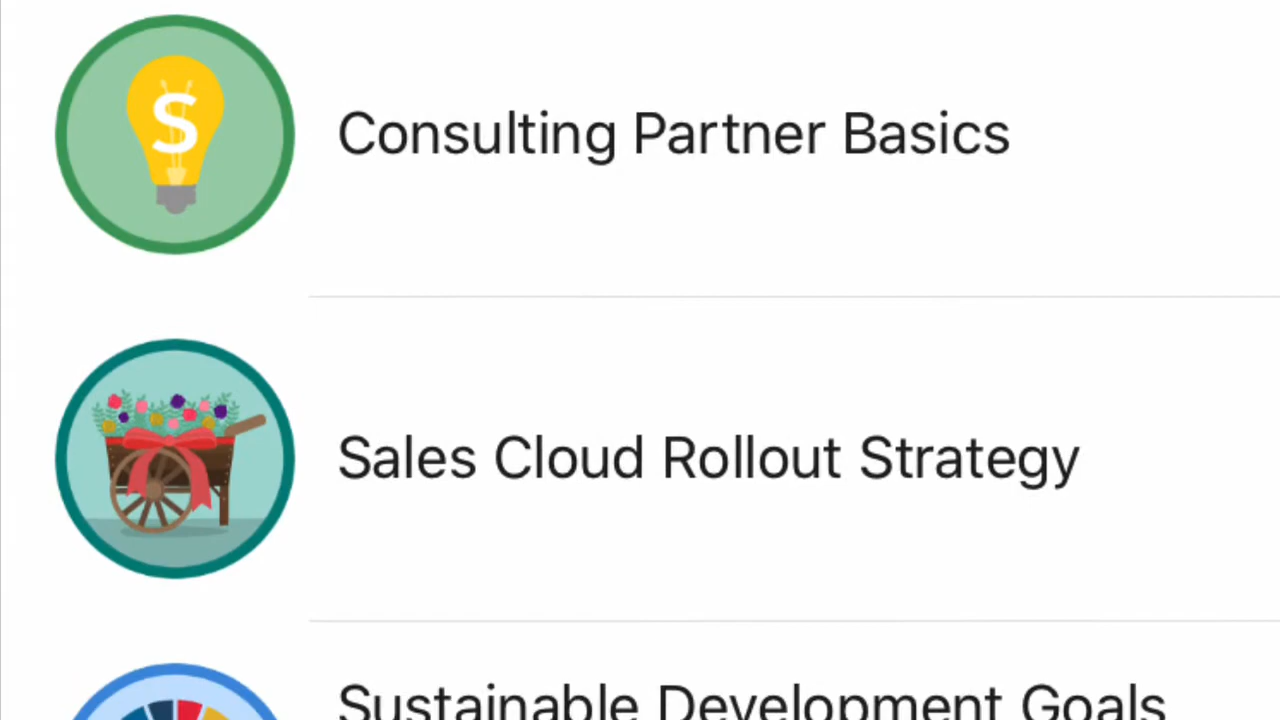 S
Consulting Partner Basics
Sales Cloud Rollout Strategy
Sustainable Development Goals